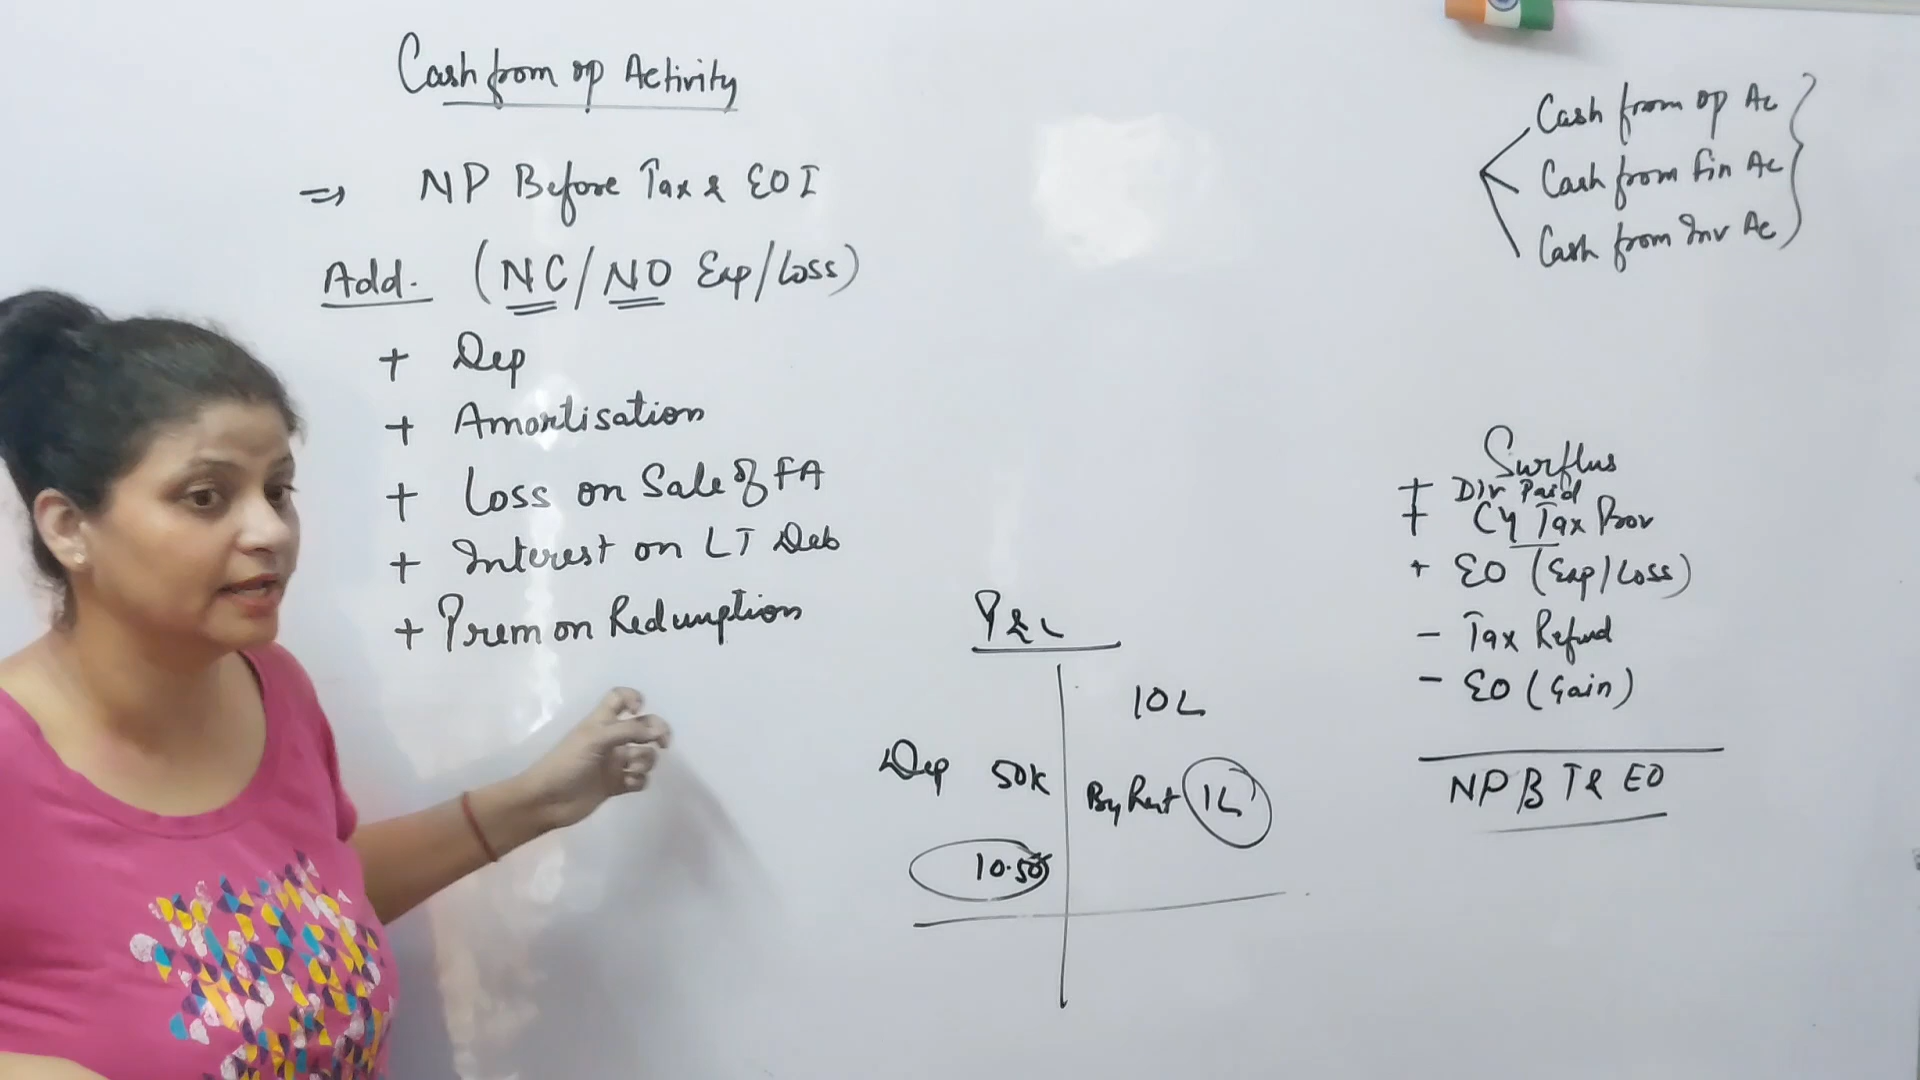 Cash from op Activity
⇒ NP Before Tax & EOI
Add. (NC/NO Exp/Loss)
+ Dep
+ Amortisation
+ Loss on Sale of FA
+ Interest on LT Deb
+ Prem on Redumption
P&L
10L
Dep 50K
By Rent 1L
10.50
Cash from op Ac
Cash from Fin Ac
Cash from Inv Ac
Surplus
+ Div Paid
+ CY Tax Prov
+ EO (Exp/Loss)
- Tax Refund
- EO (Gain)
NPB T& EO